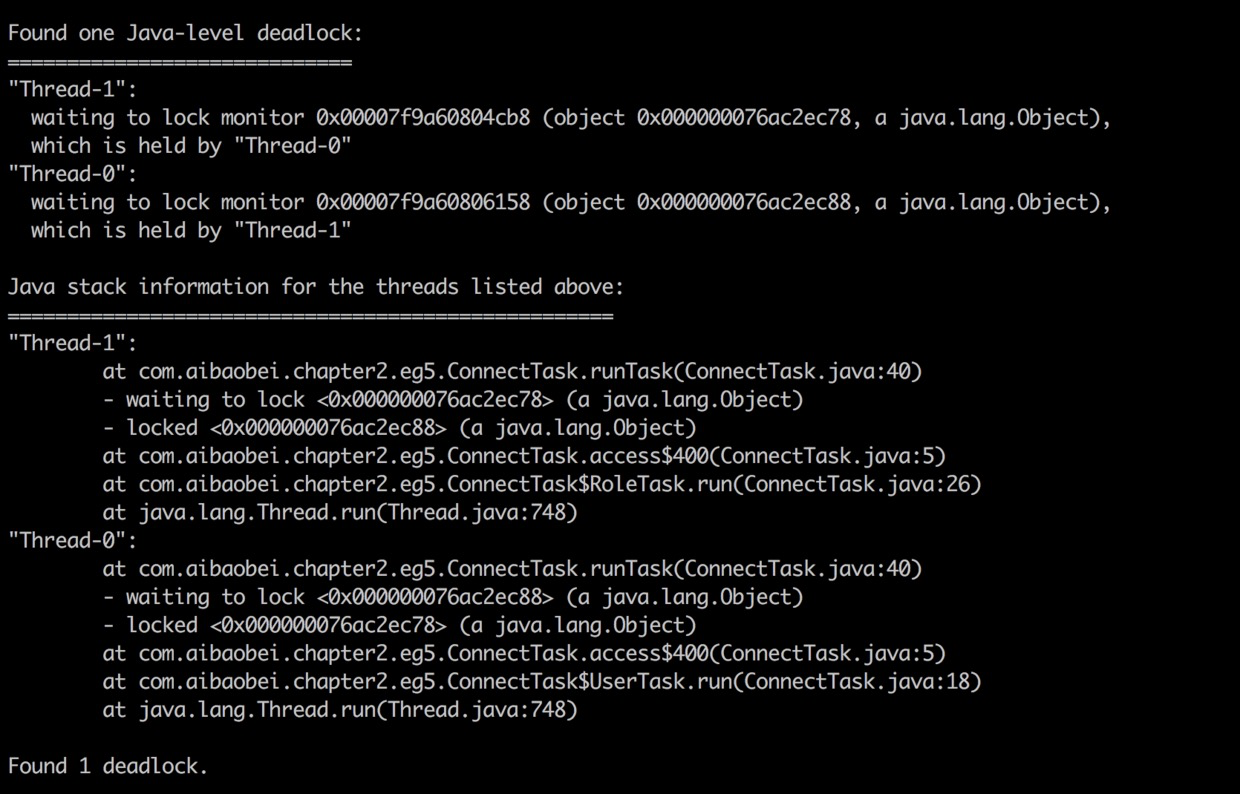 Found one Java-level deadlock:
=============================
"Thread-1":
  waiting to lock monitor 0x00007f9a60804cb8 (object 0x000000076ac2ec78, a java.lang.Object),
  which is held by "Thread-0"
"Thread-0":
  waiting to lock monitor 0x00007f9a60806158 (object 0x000000076ac2ec88, a java.lang.Object),
  which is held by "Thread-1"

Java stack information for the threads listed above:
===================================================
"Thread-1":
        at com.aibaobei.chapter2.eg5.ConnectTask.runTask(ConnectTask.java:40)
        - waiting to lock <0x000000076ac2ec78> (a java.lang.Object)
        - locked <0x000000076ac2ec88> (a java.lang.Object)
        at com.aibaobei.chapter2.eg5.ConnectTask.access$400(ConnectTask.java:5)
        at com.aibaobei.chapter2.eg5.ConnectTask$RoleTask.run(ConnectTask.java:26)
        at java.lang.Thread.run(Thread.java:748)
"Thread-0":
        at com.aibaobei.chapter2.eg5.ConnectTask.runTask(ConnectTask.java:40)
        - waiting to lock <0x000000076ac2ec88> (a java.lang.Object)
        - locked <0x000000076ac2ec78> (a java.lang.Object)
        at com.aibaobei.chapter2.eg5.ConnectTask.access$400(ConnectTask.java:5)
        at com.aibaobei.chapter2.eg5.ConnectTask$UserTask.run(ConnectTask.java:18)
        at java.lang.Thread.run(Thread.java:748)

Found 1 deadlock.